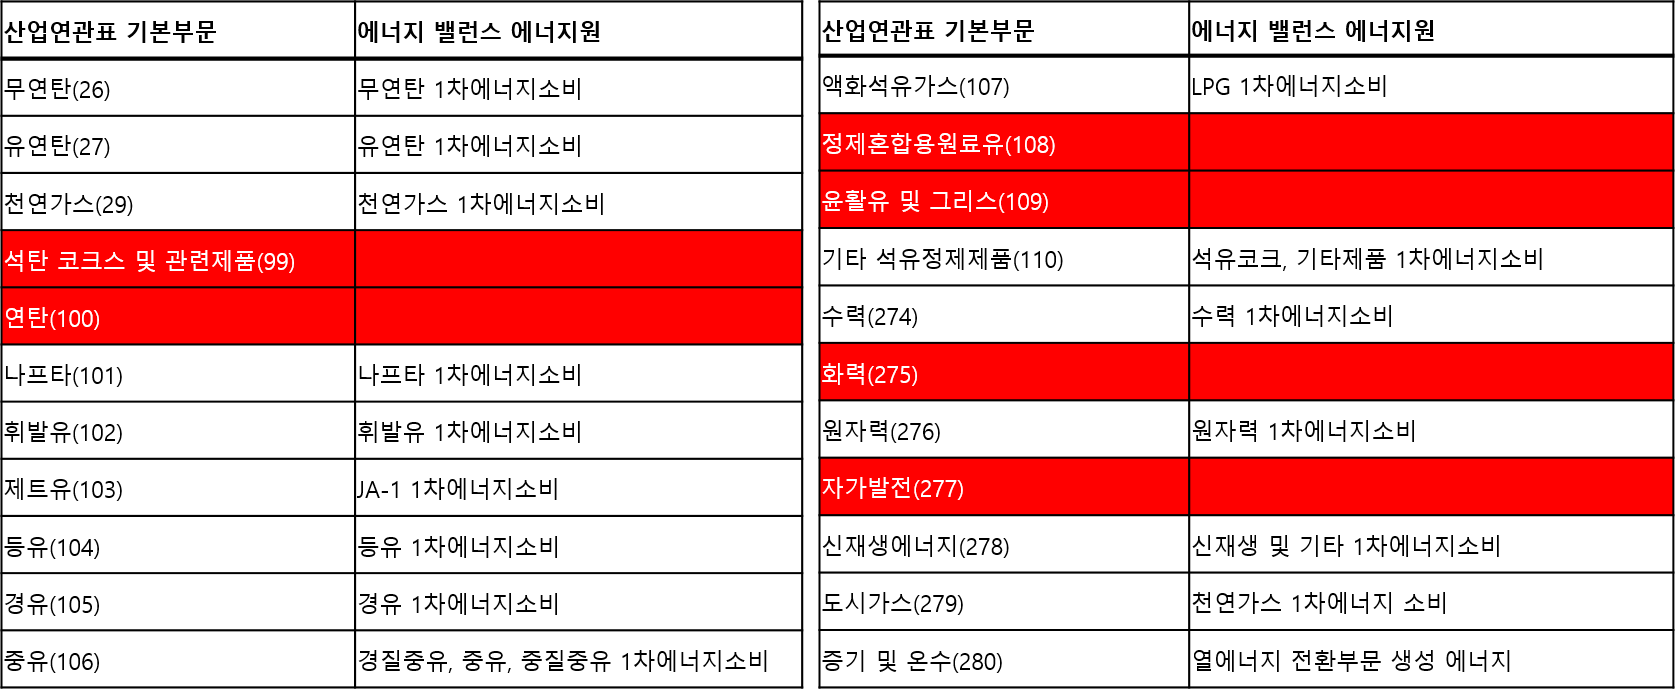 산업연관표 기본부문 에너지 밸런스 에너지원
무연탄(26) 무연탄 1차에너지소비
유연탄(27) 유연탄 1차에너지소비
천연가스(29) 천연가스 1차에너지소비
석탄 코크스 및 관련제품(99)
연탄(100)
나프타(101) 나프타 1차에너지소비
휘발유(102) 휘발유 1차에너지소비
제트유(103) JA-1 1차에너지소비
등유(104) 등유 1차에너지소비
경유(105) 경유 1차에너지소비
중유(106) 경질중유, 중유, 중질중유 1차에너지소비
산업연관표 기본부문 에너지 밸런스 에너지원
액화석유가스(107) LPG 1차에너지소비
정제혼합용원료유(108)
윤활유 및 그리스(109)
기타 석유정제제품(110) 석유코크, 기타제품 1차에너지소비
수력(274) 수력 1차에너지소비
화력(275)
원자력(276) 원자력 1차에너지소비
자가발전(277)
신재생에너지(278) 신재생 및 기타 1차에너지소비
도시가스(279) 천연가스 1차에너지 소비
증기 및 온수(280) 열에너지 전환부문 생성 에너지